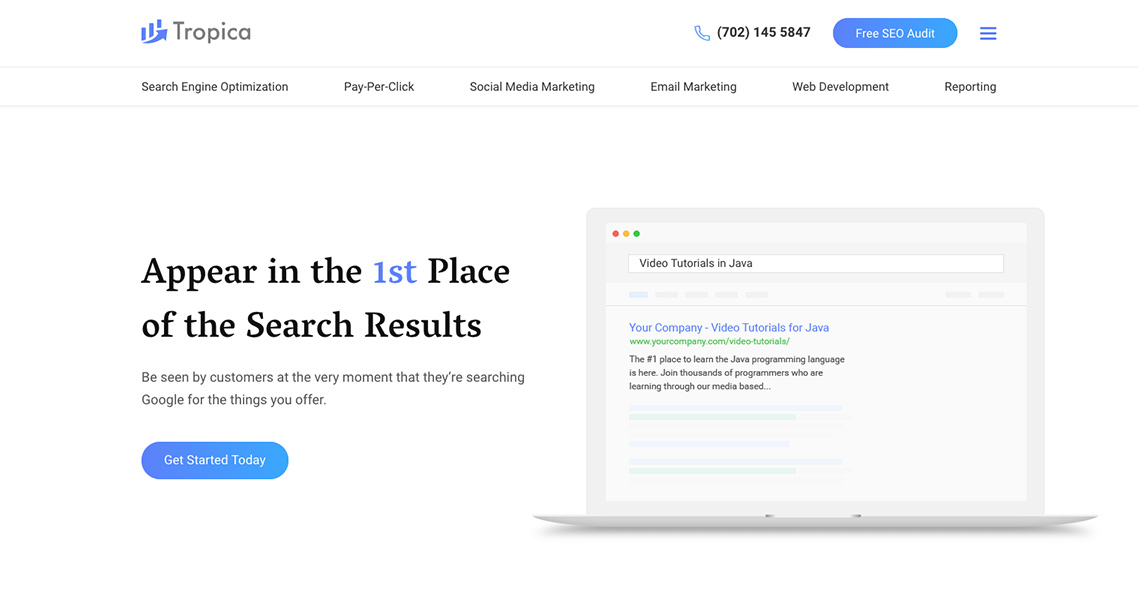 Tropica
(702) 145 5847
Free SEO Audit
Search Engine Optimization
Pay-Per-Click
Social Media Marketing
Email Marketing
Web Development
Reporting
Appear in the 1st Place
of the Search Results
Be seen by customers at the very moment that they’re searching
Google for the things you offer.
Get Started Today
Video Tutorials in Java
Your Company - Video Tutorials for Java
www.yourcompany.com/video-tutorials/
The #1 place to learn the Java programming language
is here. Join thousands of programmers who are
learning through our media based...